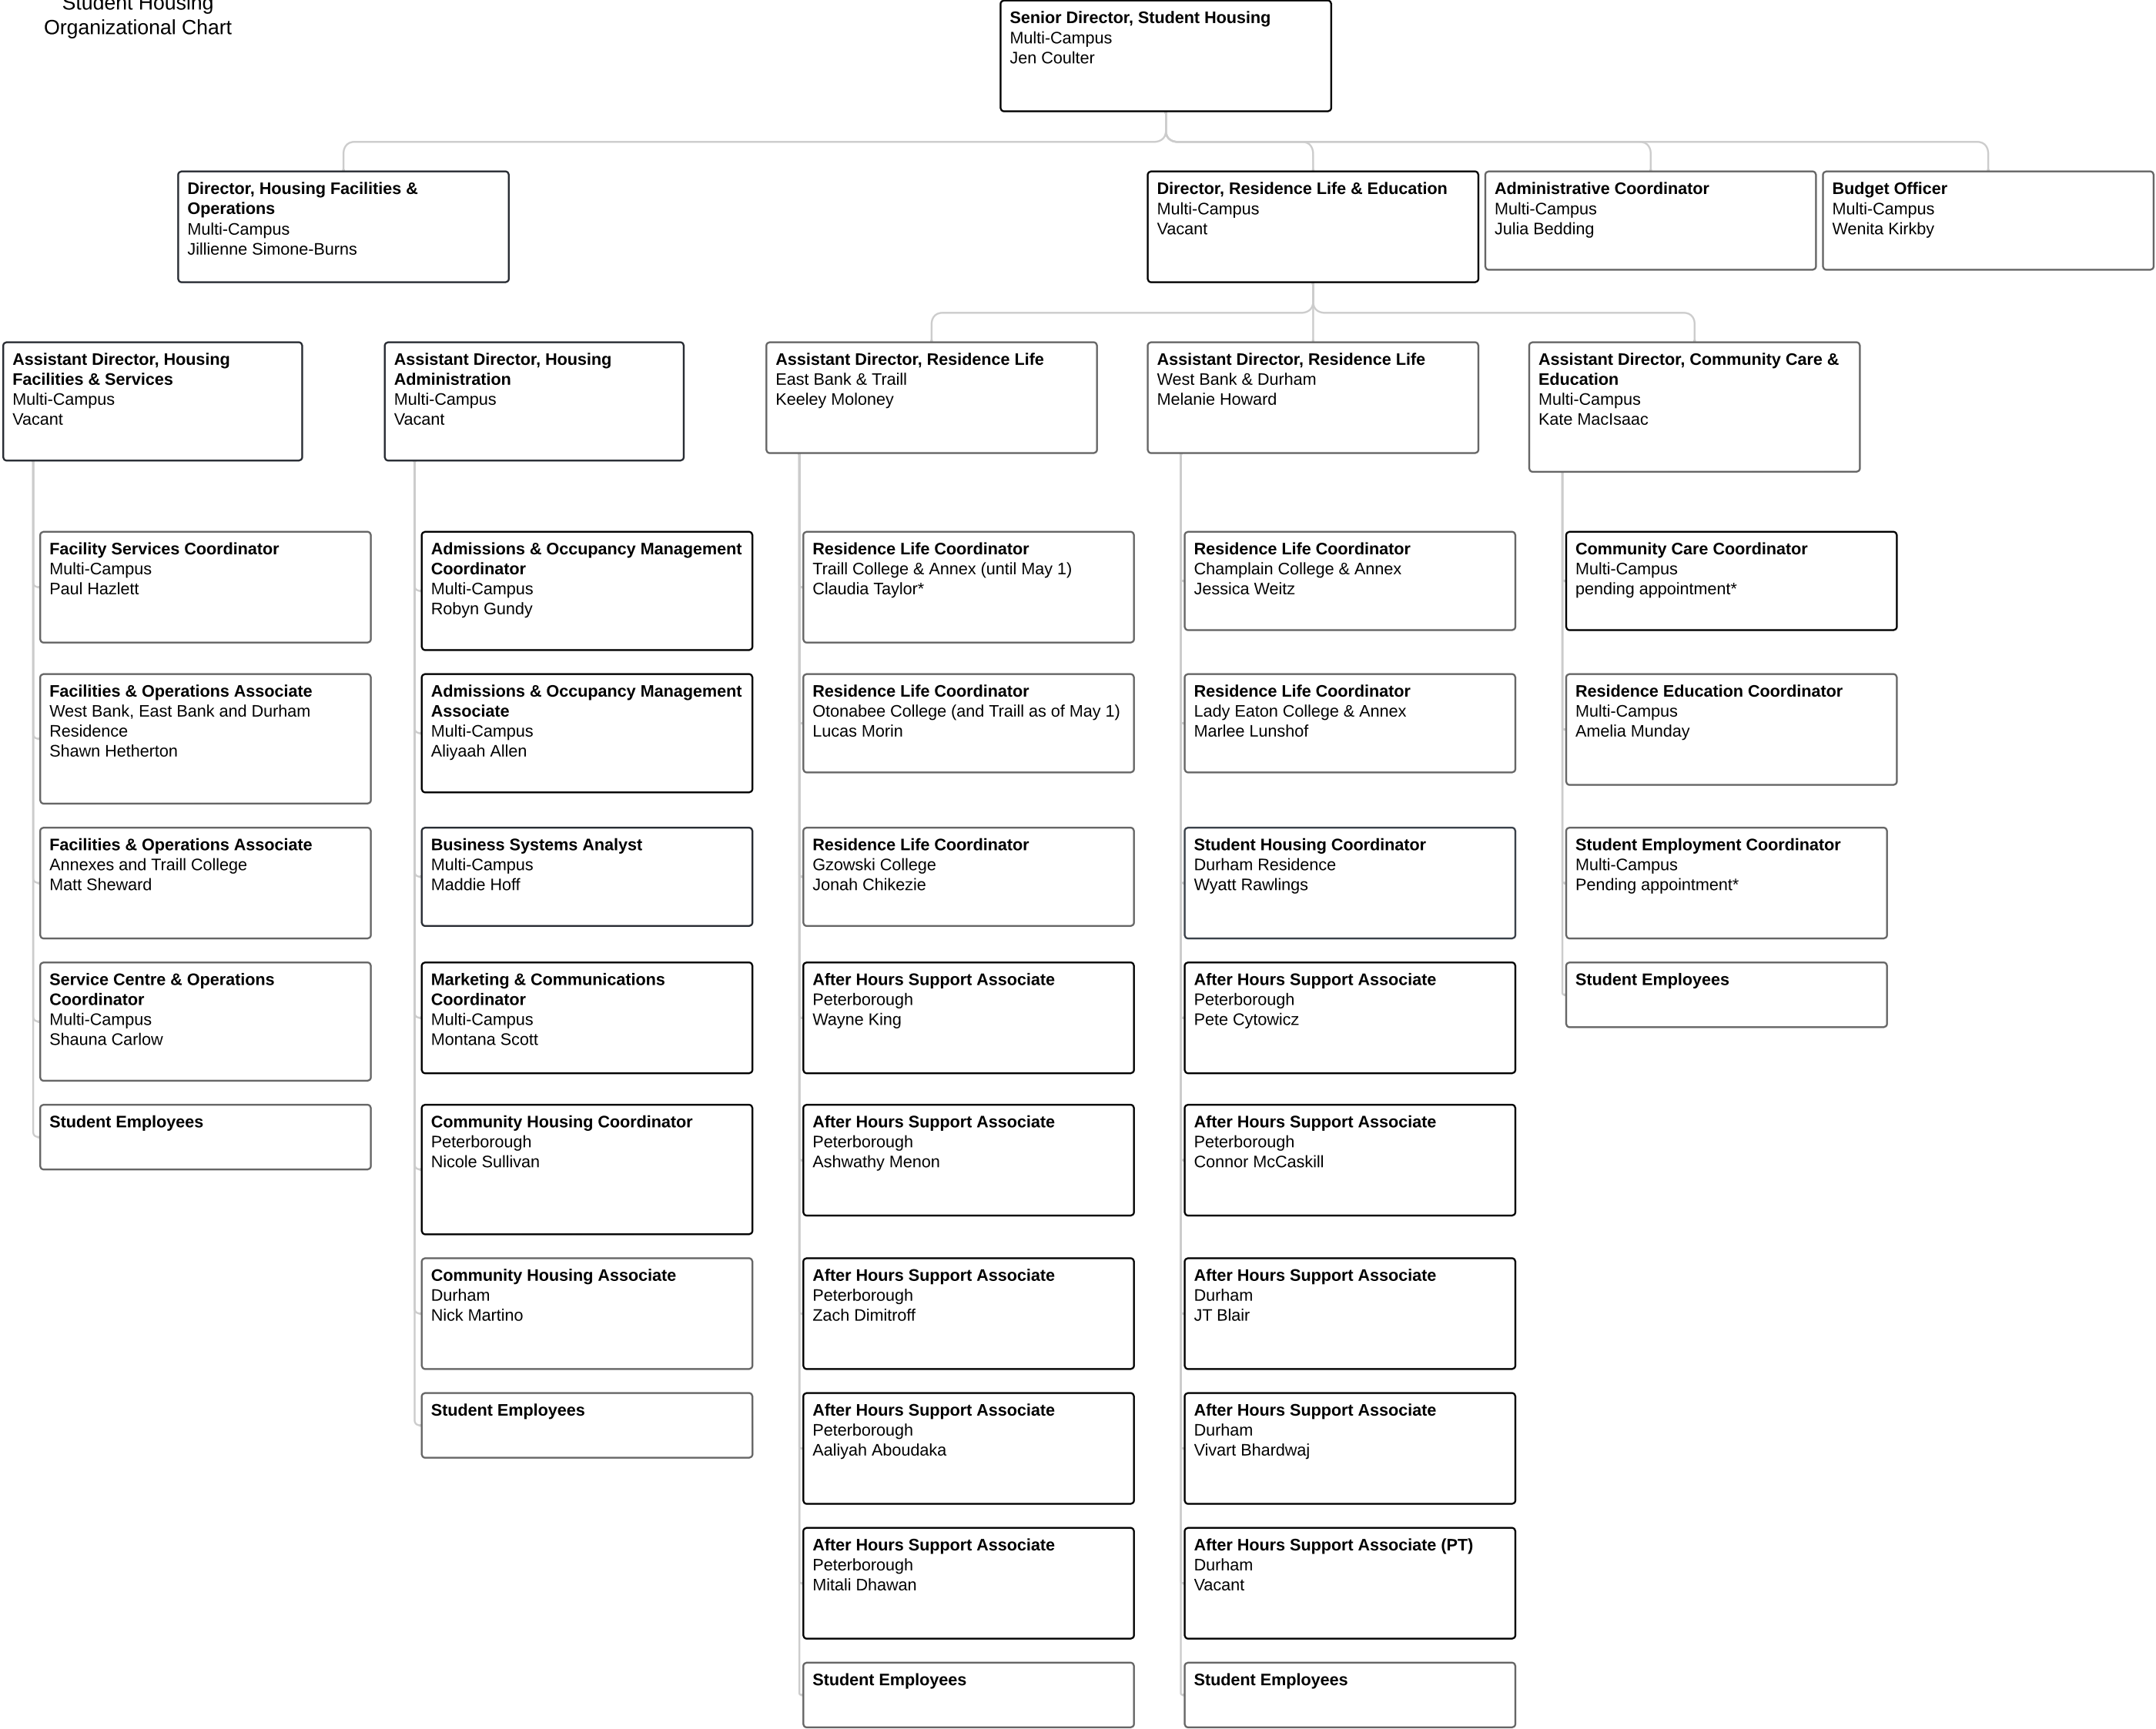 Student Housing
Organizational Chart
Senior Director, Student Housing
Multi-Campus
Jen Coulter
Director, Housing Facilities &
Operations
Multi-Campus
Jillienne Simone-Burns
Director, Residence Life & Education
Multi-Campus
Vacant
Administrative Coordinator
Multi-Campus
Julia Bedding
Budget Officer
Multi-Campus
Wenita Kirkby
Assistant Director, Housing
Facilities & Services
Multi-Campus
Vacant
Assistant Director, Housing
Administration
Multi-Campus
Vacant
Assistant Director, Residence Life
East Bank & Traill
Keeley Moloney
Assistant Director, Residence Life
West Bank & Durham
Melanie Howard
Assistant Director, Community Care &
Education
Multi-Campus
Kate MacIsaac
Facility Services Coordinator
Multi-Campus
Paul Hazlett
Facilities & Operations Associate
West Bank, East Bank and Durham
Residence
Shawn Hetherton
Facilities & Operations Associate
Annexes and Traill College
Matt Sheward
Service Centre & Operations
Coordinator
Multi-Campus
Shauna Carlow
Student Employees
Admissions & Occupancy Management
Coordinator
Multi-Campus
Robyn Gundy
Admissions & Occupancy Management
Associate
Multi-Campus
Aliyaah Allen
Business Systems Analyst
Multi-Campus
Maddie Hoff
Marketing & Communications
Coordinator
Multi-Campus
Montana Scott
Community Housing Coordinator
Peterborough
Nicole Sullivan
Community Housing Associate
Durham
Nick Martino
Student Employees
Residence Life Coordinator
Traill College & Annex (until May 1)
Claudia Taylor*
Residence Life Coordinator
Otonabee College (and Traill as of May 1)
Lucas Morin
Residence Life Coordinator
Gzowski College
Jonah Chikezie
After Hours Support Associate
Peterborough
Wayne King
After Hours Support Associate
Peterborough
Ashwathy Menon
After Hours Support Associate
Peterborough
Zach Dimitroff
After Hours Support Associate
Peterborough
Aaliyah Aboudaka
After Hours Support Associate
Peterborough
Mitali Dhawan
Student Employees
Residence Life Coordinator
Champlain College & Annex
Jessica Weitz
Residence Life Coordinator
Lady Eaton College & Annex
Marlee Lunshof
Student Housing Coordinator
Durham Residence
Wyatt Rawlings
After Hours Support Associate
Peterborough
Pete Cytowicz
After Hours Support Associate
Peterborough
Connor McCaskill
After Hours Support Associate
Durham
JT Blair
After Hours Support Associate
Durham
Vivart Bhardwaj
After Hours Support Associate (PT)
Durham
Vacant
Student Employees
Community Care Coordinator
Multi-Campus
pending appointment*
Residence Education Coordinator
Multi-Campus
Amelia Munday
Student Employment Coordinator
Multi-Campus
Pending appointment*
Student Employees